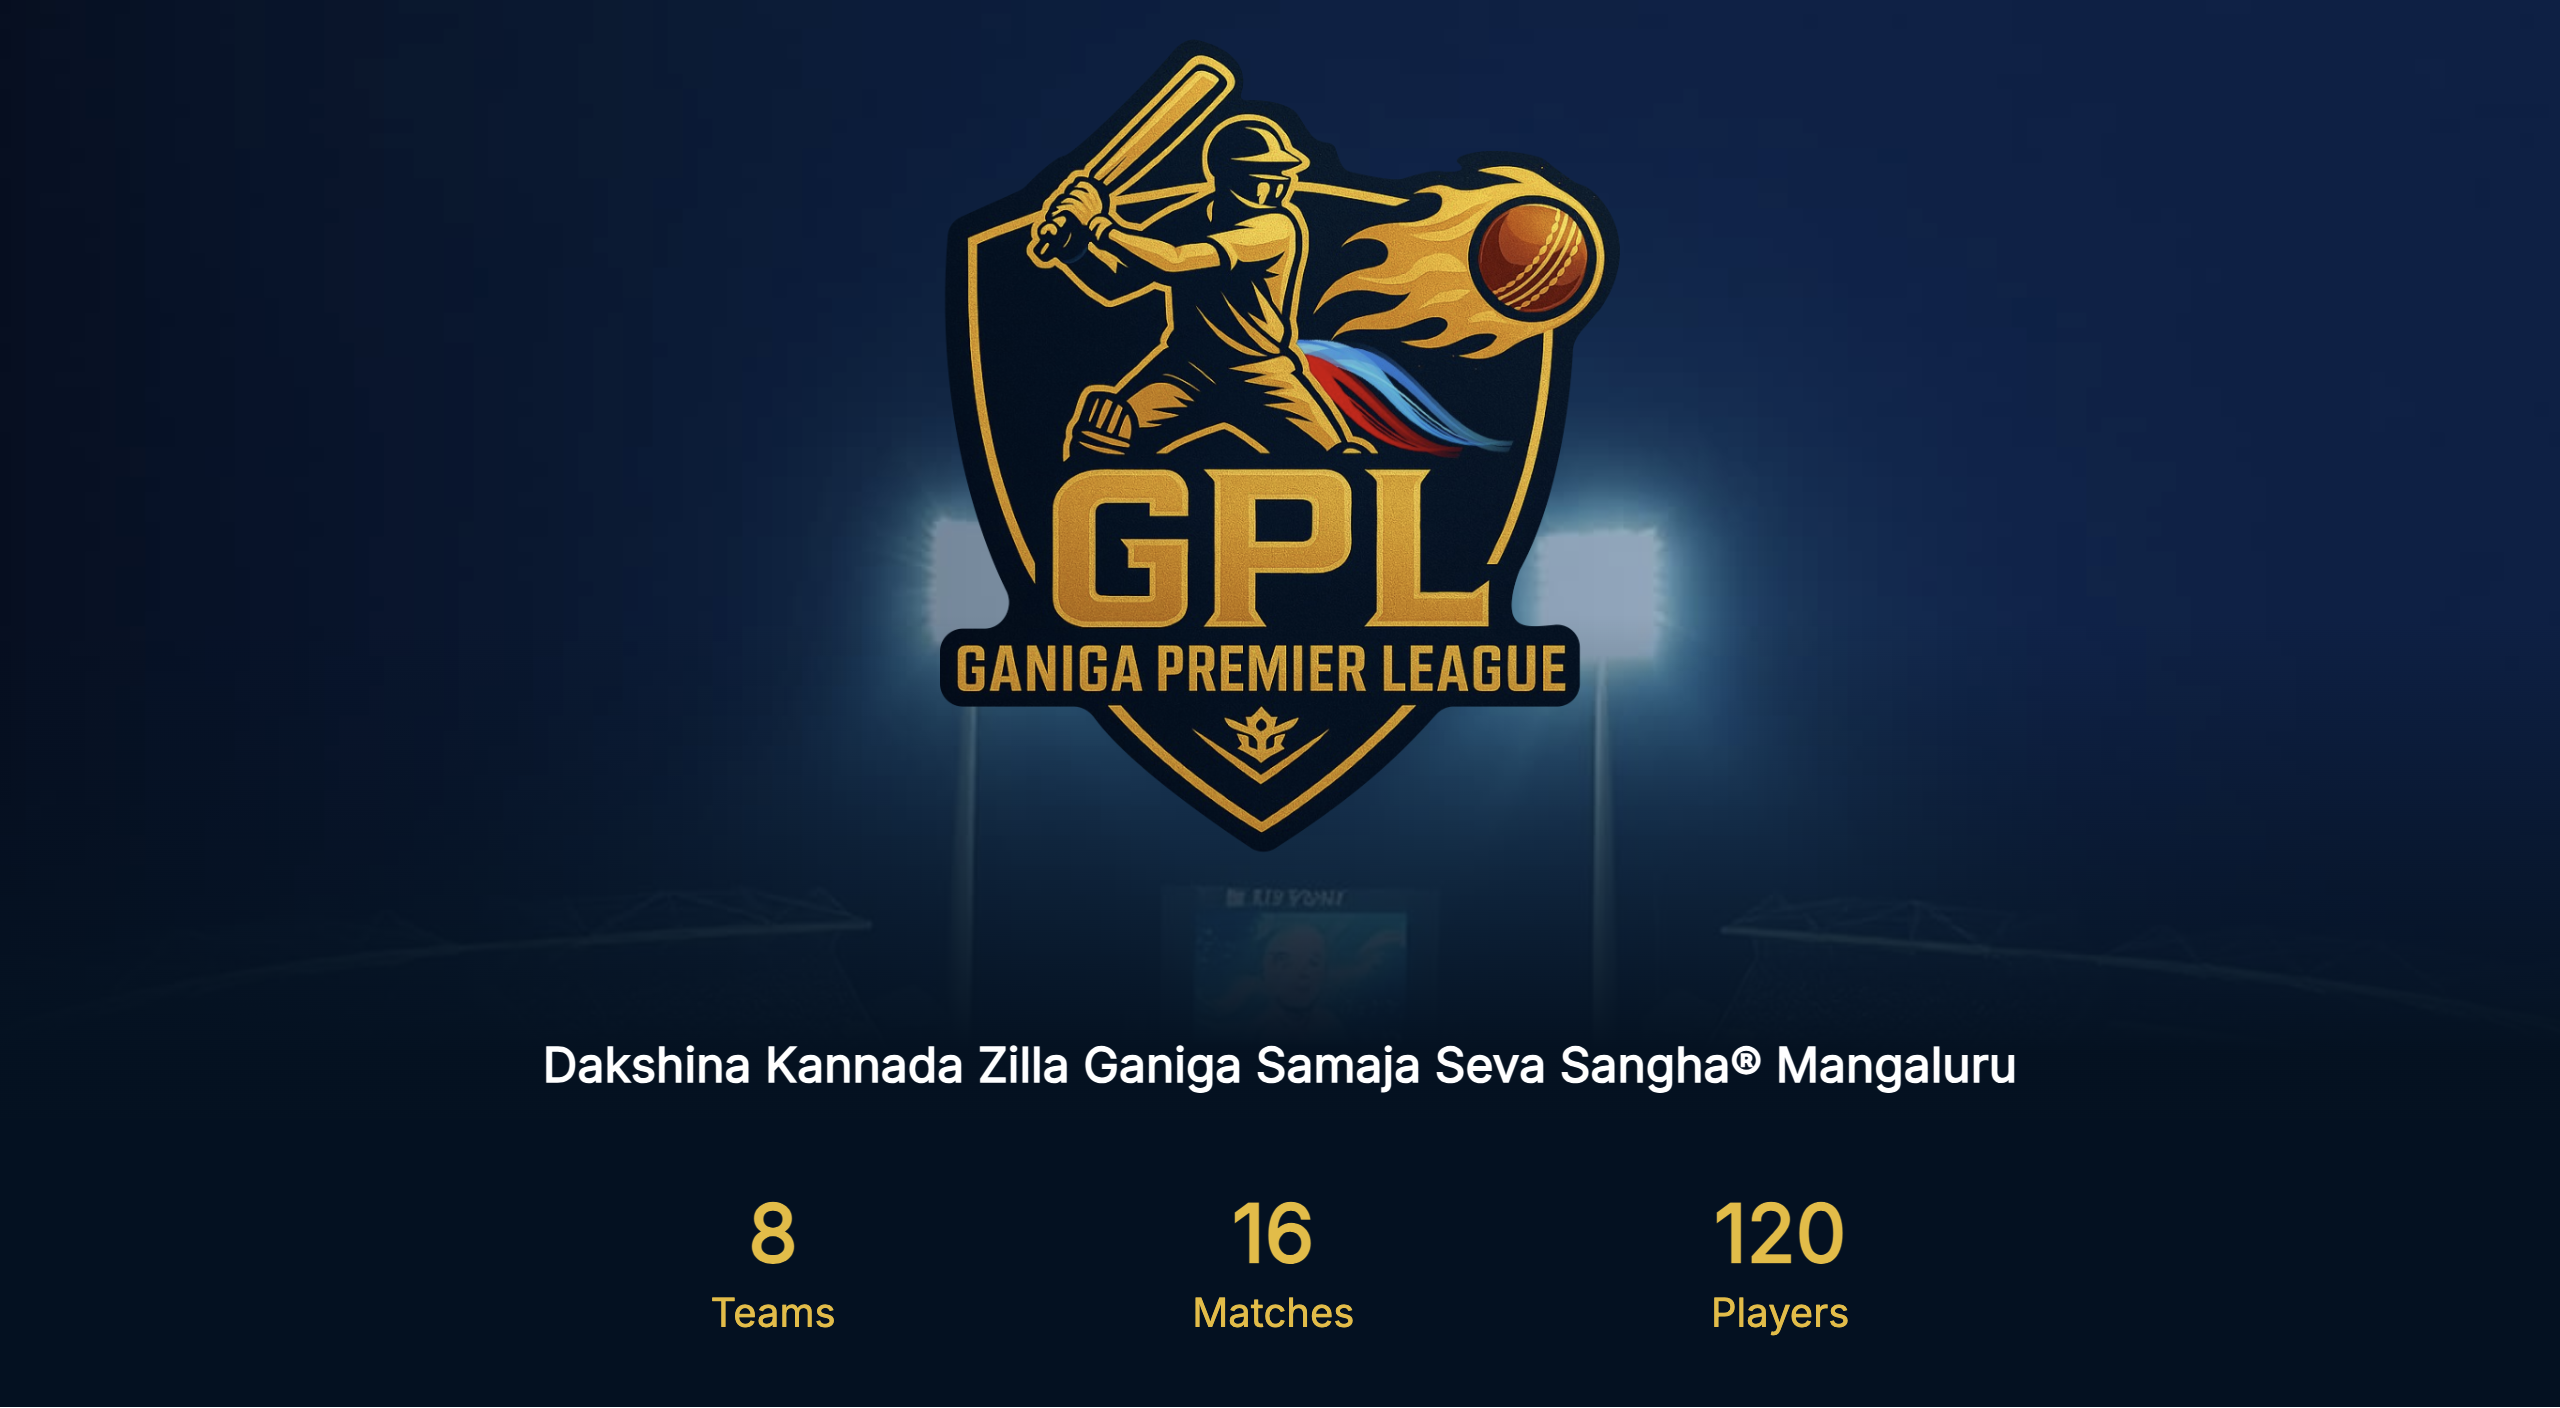 GPL
GANIGA PREMIER LEAGUE
Dakshina Kannada Zilla Ganiga Samaja Seva Sangha® Mangaluru
8 16 120
Teams Matches Players